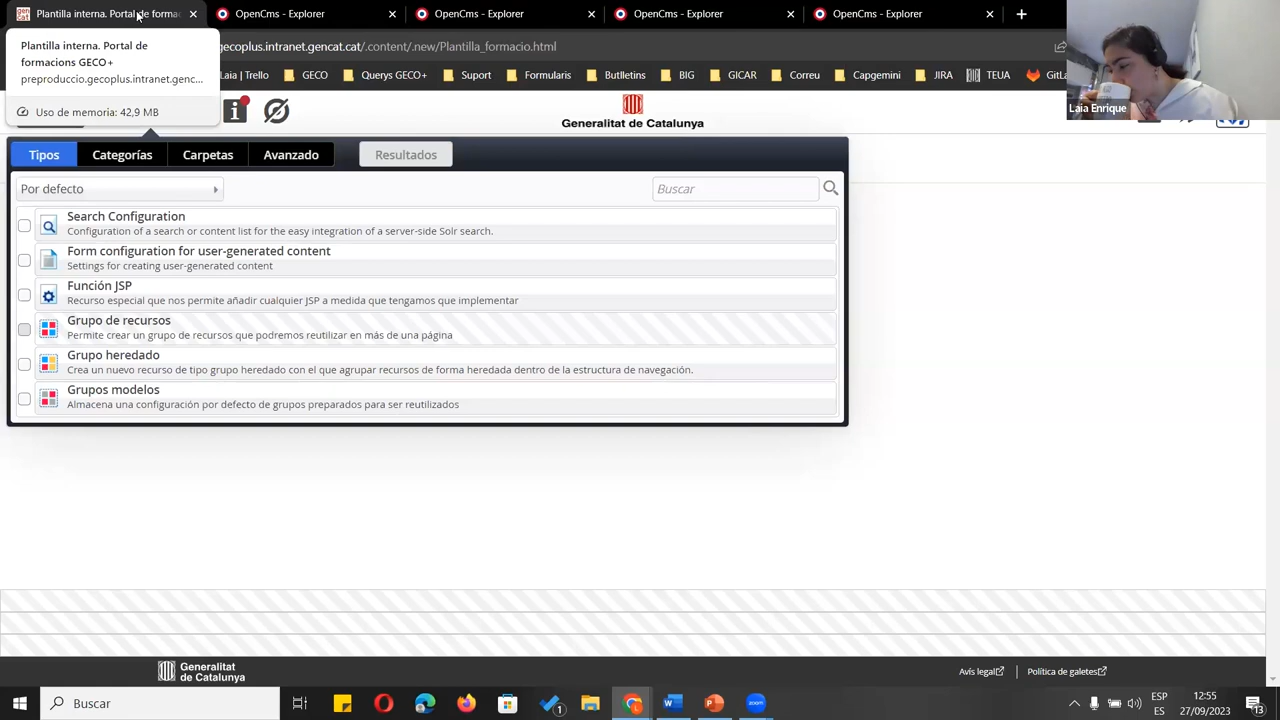 Plantilla interna. Portal de forma
OpenCms - Explorer
OpenCms - Explorer
OpenCms - Explorer
OpenCms - Explorer
Plantilla interna. Portal de
formacions GECO+
preproduccio.gecoplus.intranet.genc...
Uso de memoria: 42,9 MB
gecoplus.intranet.gencat.cat/.content/.new/Plantilla_formacio.html
Laia | Trello
GECO
Querys GECO+
Suport
Formularis
Butlletins
BIG
GICAR
Correu
Capgemini
JIRA
TEUA
GitL
Laia Enrique
Generalitat de Catalunya
Tipos
Categorías
Carpetas
Avanzado
Resultados
Por defecto
Buscar
Search Configuration
Configuration of a search or content list for the easy integration of a server-side Solr search.
Form configuration for user-generated content
Settings for creating user-generated content
Función JSP
Recurso especial que nos permite añadir cualquier JSP a medida que tengamos que implementar
Grupo de recursos
Permite crear un grupo de recursos que podremos reutilizar en más de una página
Grupo heredado
Crea un nuevo recurso de tipo grupo heredado con el que agrupar recursos de forma heredada dentro de la estructura de navegación.
Grupos modelos
Almacena una configuración por defecto de grupos preparados para ser reutilizados
Generalitat
de Catalunya
Avís legal
Política de galetes
Buscar
1
zoom
ESP
ES
12:55
27/09/2023
13